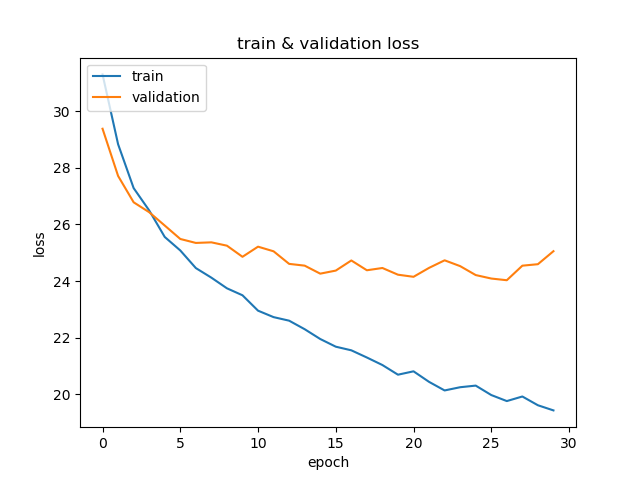 train & validation loss
train
validation
loss
30
28
26
24
22
20
0 5 10 15 20 25 30
epoch